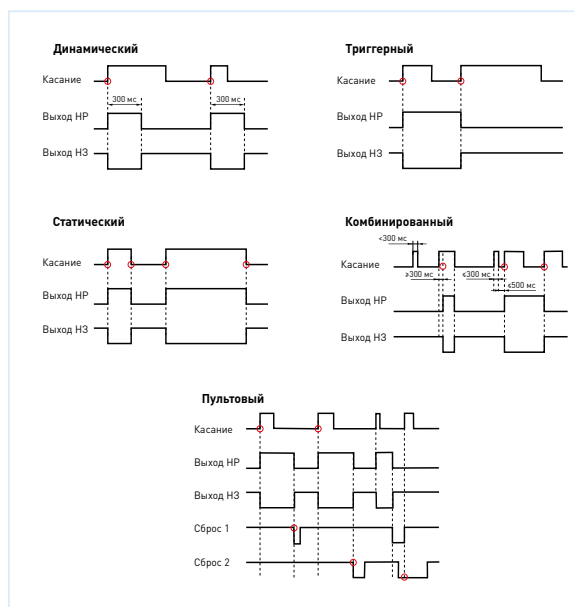 Динамический
Касание
300 мс
300 мс
Выход НР
Выход НЗ
Триггерный
Касание
Выход НР
Выход НЗ
Статический
Касание
Выход НР
Выход НЗ
Комбинированный
<300 мс
Касание
≥300 мс
≤300 мс
≤500 мс
Выход НР
Выход НЗ
Пультовый
Касание
Выход НР
Выход НЗ
Сброс 1
Сброс 2